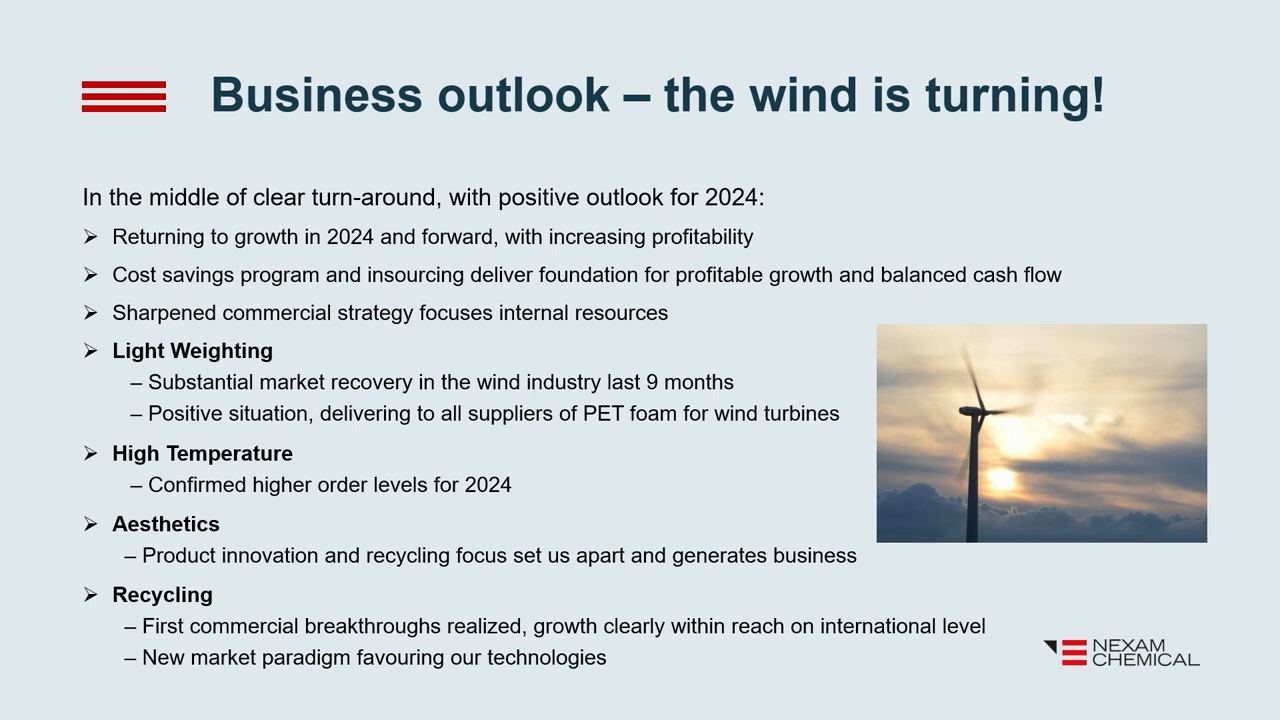 Business outlook – the wind is turning!
In the middle of clear turn-around, with positive outlook for 2024:
➢ Returning to growth in 2024 and forward, with increasing profitability
➢ Cost savings program and insourcing deliver foundation for profitable growth and balanced cash flow
➢ Sharpened commercial strategy focuses internal resources
➢ Light Weighting
– Substantial market recovery in the wind industry last 9 months
– Positive situation, delivering to all suppliers of PET foam for wind turbines
➢ High Temperature
– Confirmed higher order levels for 2024
➢ Aesthetics
– Product innovation and recycling focus set us apart and generates business
➢ Recycling
– First commercial breakthroughs realized, growth clearly within reach on international level
– New market paradigm favouring our technologies
NEXAM
CHEMICAL